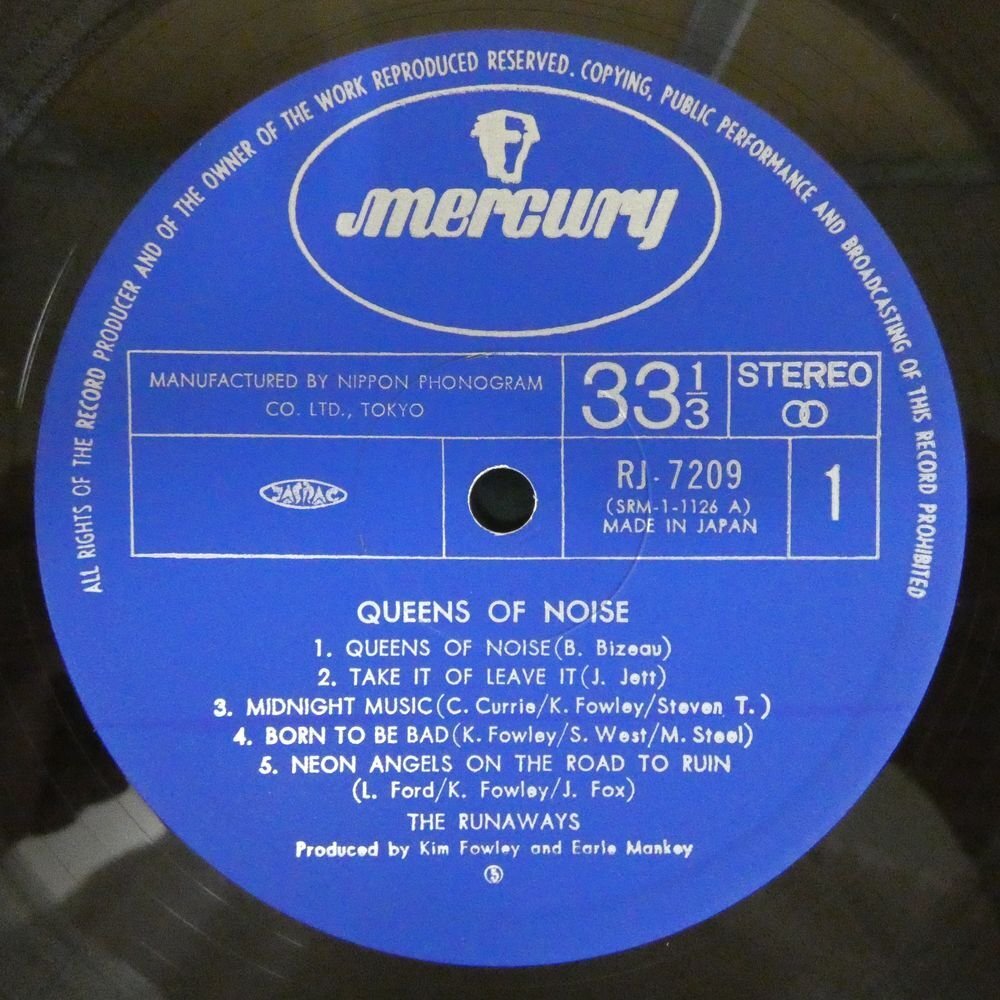 ALL RIGHTS OF THE RECORD PRODUCER AND OF THE OWNER OF THE WORK REPRODUCED RESERVED. COPYING, PUBLIC PERFORMANCE AND BROADCASTING OF THIS RECORD PROHIBITED
mercury
MANUFACTURED BY NIPPON PHONOGRAM
CO. LTD., TOKYO
33 1/3
STEREO
JASRAC
RJ-7209
(SRM-1-1126 A)
MADE IN JAPAN
1
QUEENS OF NOISE
1. QUEENS OF NOISE(B. Bizeau)
2. TAKE IT OF LEAVE IT(J. Jett)
3. MIDNIGHT MUSIC(C. Currie/K. Fowley/Steven T.)
4. BORN TO BE BAD(K. Fowley/S. West/M. Steel)
5. NEON ANGELS ON THE ROAD TO RUIN
(L. Ford/K. Fowley/J. Fox)
THE RUNAWAYS
Produced by Kim Fowley and Earle Mankey
⑤